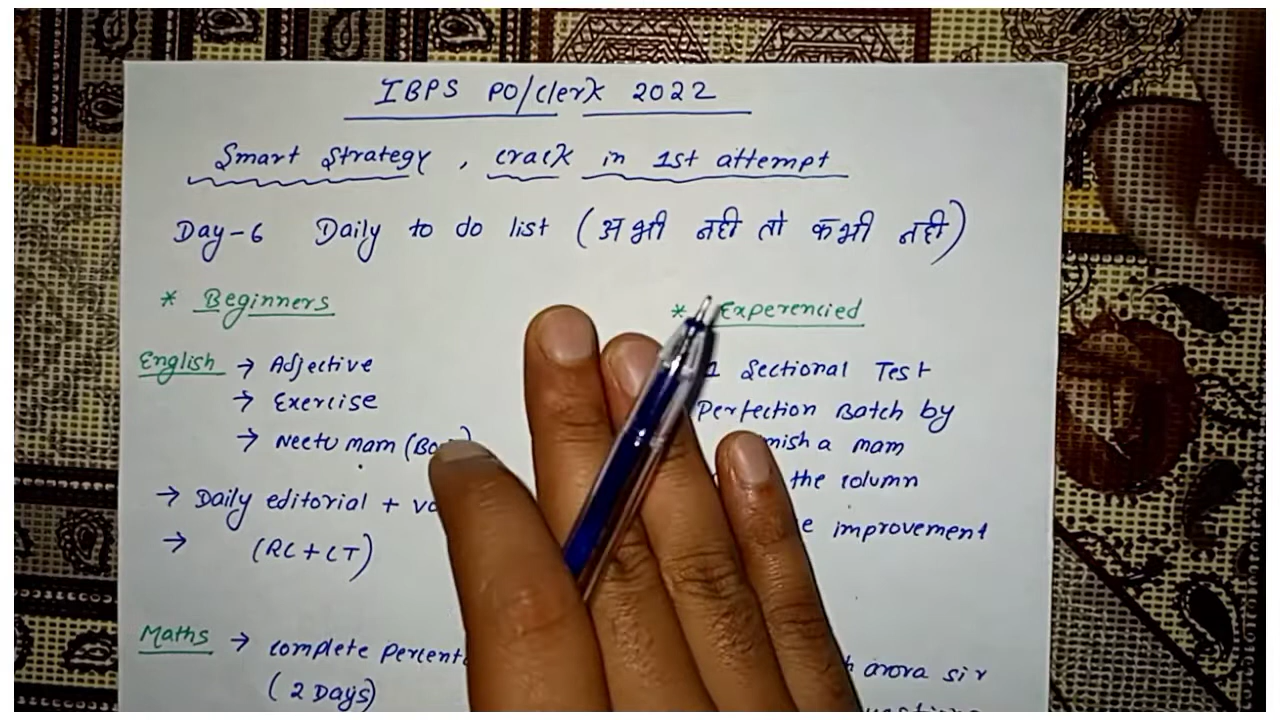 IBPS PO/Clerk 2022
Smart Strategy, crack in 1st attempt
Day-6 Daily to do list (अभी नही तो कभी नही)
* Beginners
English → Adjective
→ Exercise
→ Neetu mam
→ Daily editorial +
→ (RC + CT)
Maths → complete
(2 Days)
* Experencied
1 Sectional Test
Perfection Batch by
mam
the column
improvement
arora sir